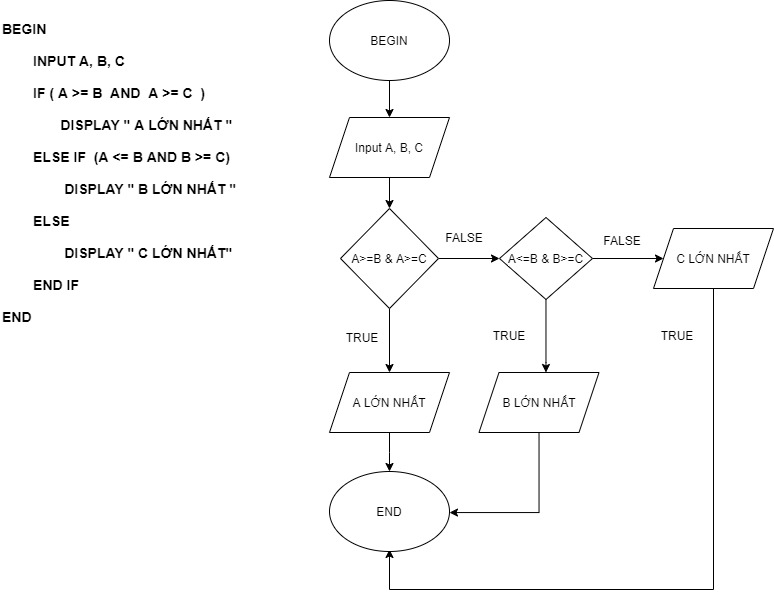 BEGIN
INPUT A, B, C
IF ( A >= B AND A >= C )
DISPLAY " A LỚN NHẤT "
ELSE IF (A <= B AND B >= C)
DISPLAY " B LỚN NHẤT "
ELSE
DISPLAY " C LỚN NHẤT"
END IF
END
BEGIN
Input A, B, C
A>=B & A>=C
FALSE
A<=B & B>=C
FALSE
C LỚN NHẤT
TRUE
TRUE
TRUE
A LỚN NHẤT
B LỚN NHẤT
END